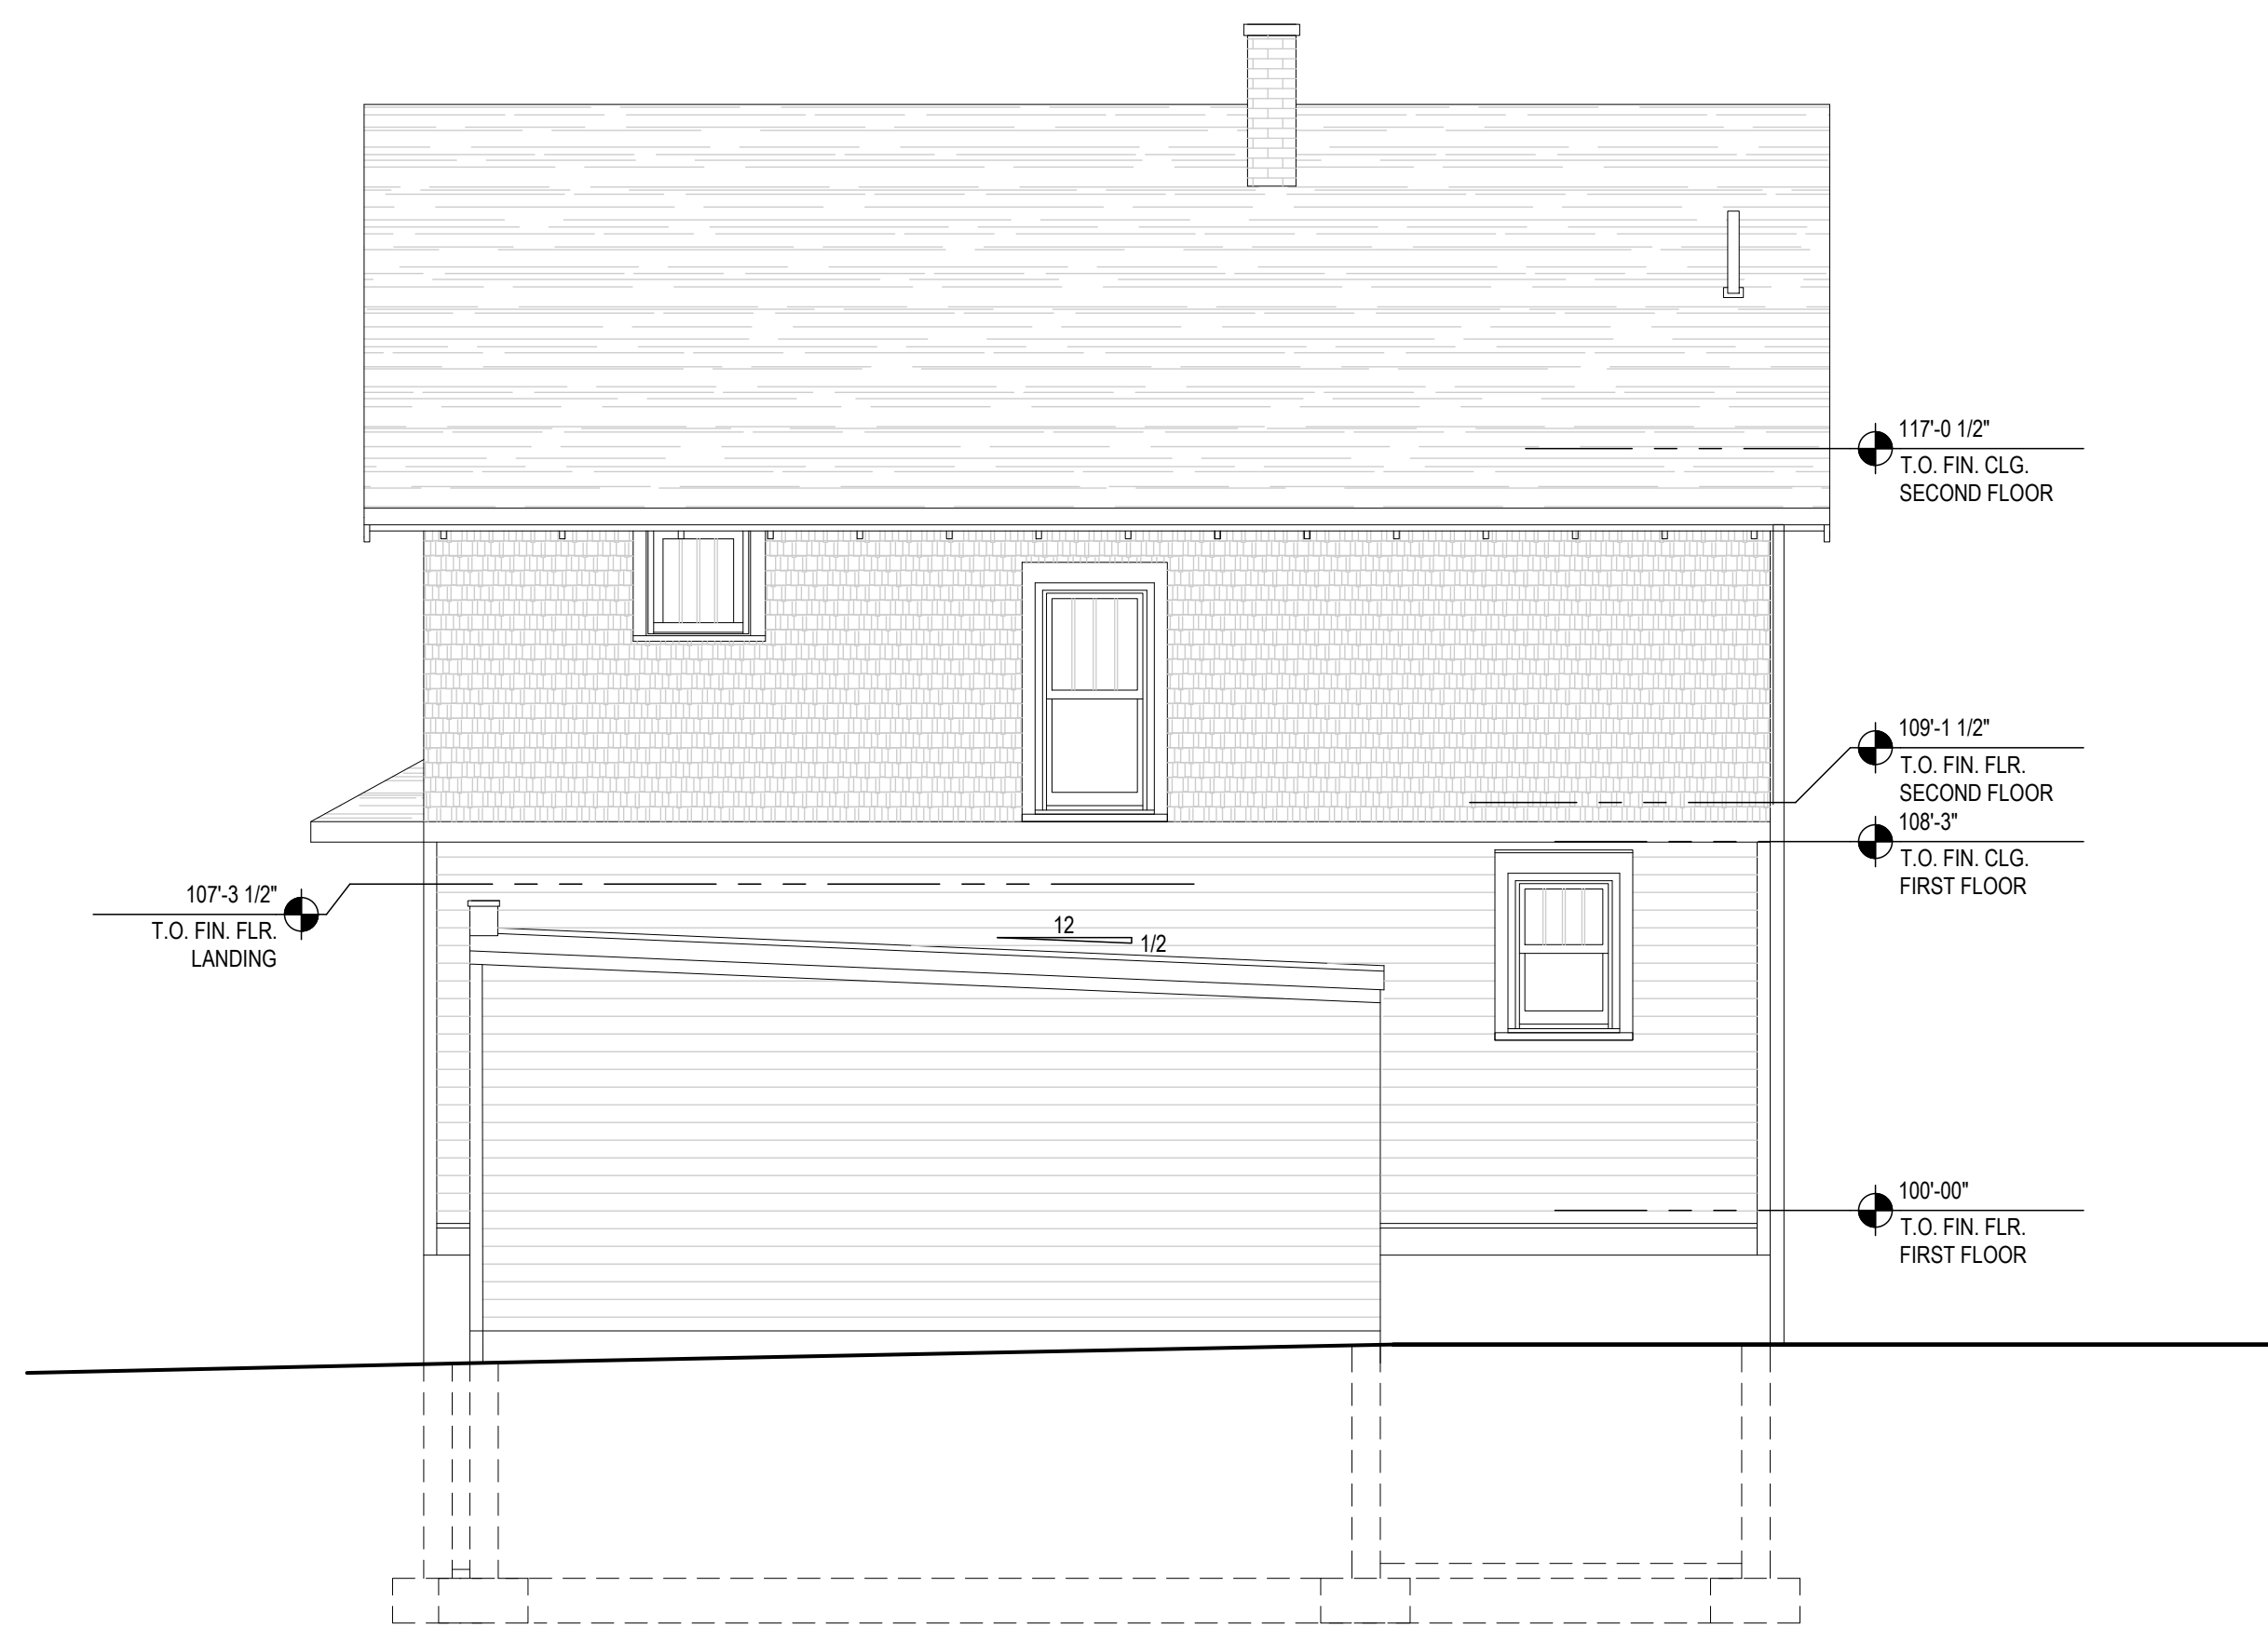 117'-0 1/2"
T.O. FIN. CLG.
SECOND FLOOR
109'-1 1/2"
T.O. FIN. FLR.
SECOND FLOOR
108'-3"
T.O. FIN. CLG.
FIRST FLOOR
107'-3 1/2"
T.O. FIN. FLR.
LANDING
12
1/2
100'-00"
T.O. FIN. FLR.
FIRST FLOOR